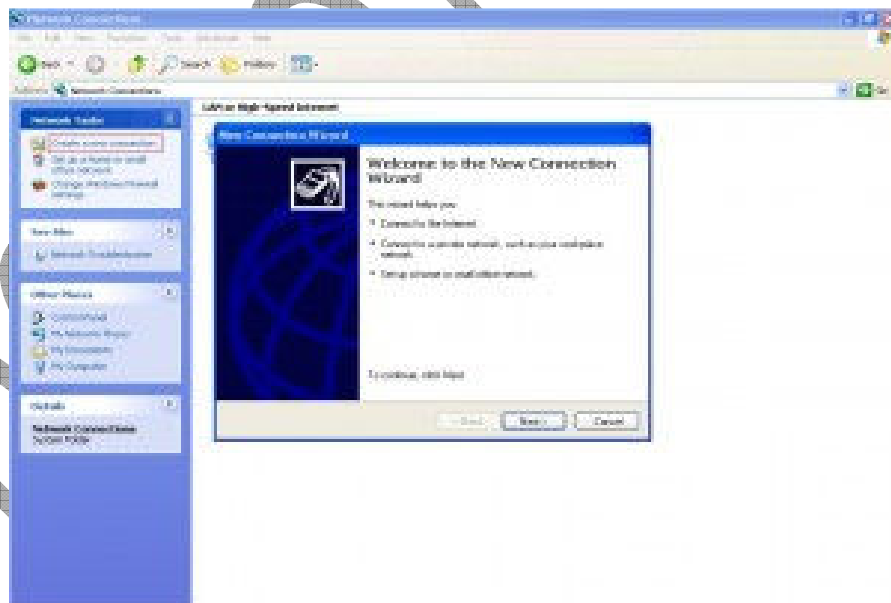 Network Connections
Back
Search
Folders
Network Connections
Go
LAN or High-Speed Internet
Network Tasks
Create a new connection
Set up a home or small
office network
Change Windows Firewall
settings
See Also
Network Troubleshooter
Other Places
Control Panel
My Network Places
My Documents
My Computer
Details
Network Connections
System Folder
New Connection Wizard
Welcome to the New Connection
Wizard
This wizard helps you:
* Connect to the Internet.
* Connect to a private network, such as your workplace
network.
* Set up a home or small office network.
To continue, click Next.
< Back
Next >
Cancel